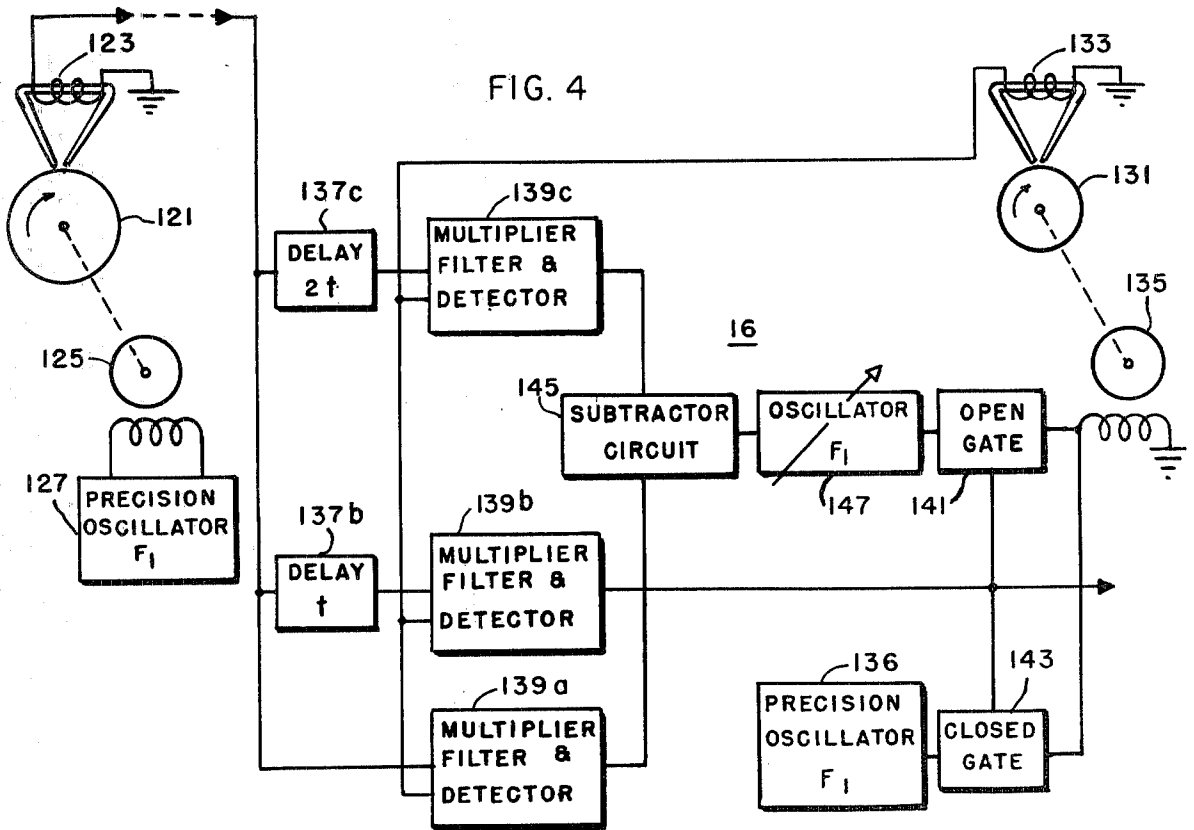 FIG. 4
123
121
125
127
PRECISION
OSCILLATOR
F1
137c
DELAY
2t
139c
MULTIPLIER
FILTER &
DETECTOR
137b
DELAY
t
139b
MULTIPLIER
FILTER &
DETECTOR
139a
MULTIPLIER
FILTER &
DETECTOR
16
145
SUBTRACTOR
CIRCUIT
OSCILLATOR
F1
147
OPEN
GATE
141
133
131
135
136
PRECISION
OSCILLATOR
F1
143
CLOSED
GATE